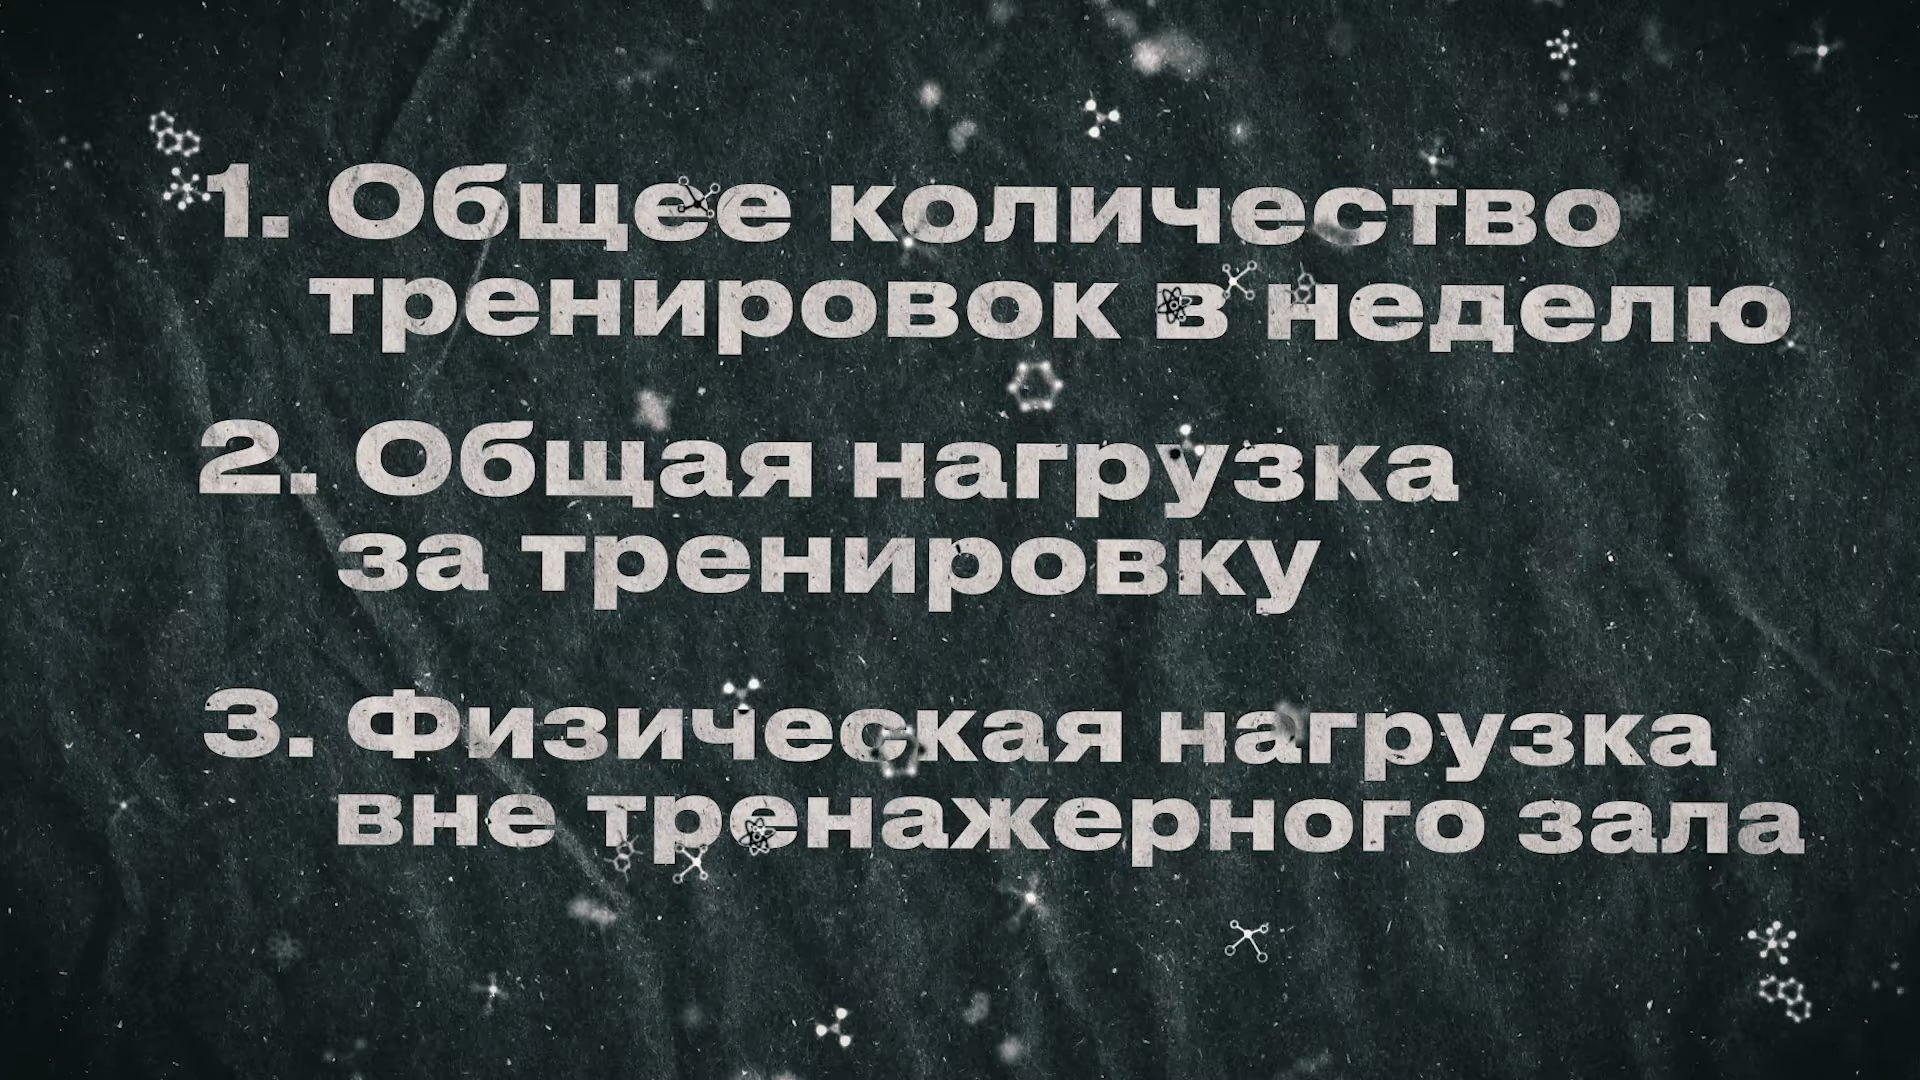 1. Общее количество
тренировок в неделю
2. Общая нагрузка
за тренировку
3. Физическая нагрузка
вне тренажерного зала